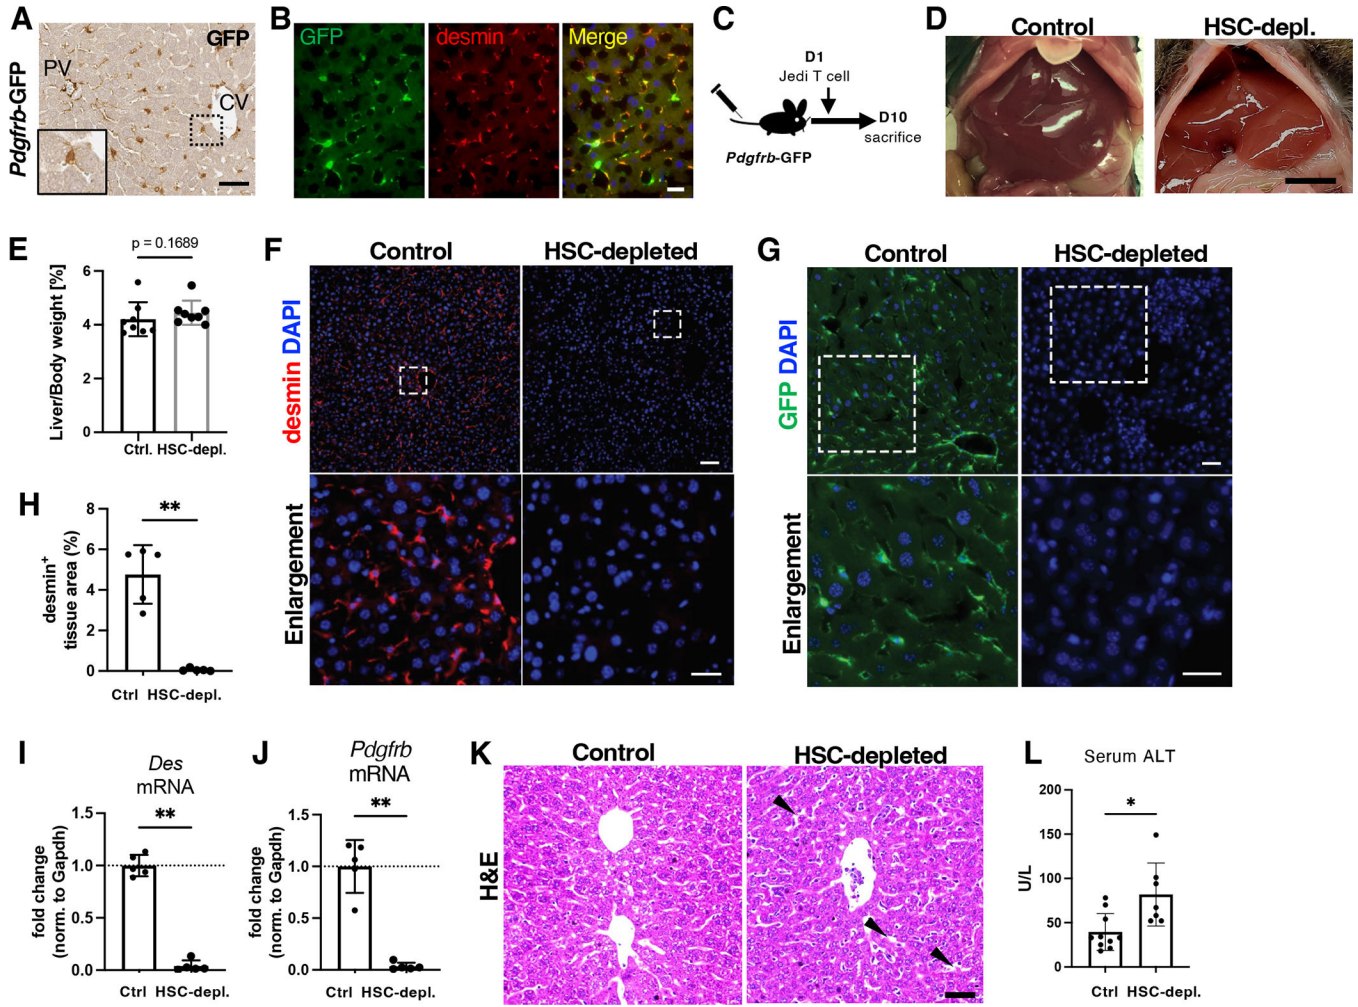 A
Pdgfrb-GFP
GFP
PV
CV
B
GFP
desmin
Merge
C
D1
Jedi T cell
D10
sacrifice
Pdgfrb-GFP
D
Control
HSC-depl.
E
p = 0.1689
Liver/Body weight [%]
6
4
2
0
Ctrl. HSC-depl.
F
Control
HSC-depleted
desmin DAPI
Enlargement
G
Control
HSC-depleted
GFP DAPI
Enlargement
H
**
desmin+
tissue area (%)
8
6
4
2
0
Ctrl HSC-depl.
I
Des
mRNA
**
fold change
(norm. to Gapdh)
1.5
1.0
0.5
0.0
Ctrl HSC-depl.
J
Pdgfrb
mRNA
**
fold change
(norm. to Gapdh)
1.5
1.0
0.5
0.0
Ctrl HSC-depl.
K
Control
HSC-depleted
H&E
L
Serum ALT
*
U/L
200
150
100
50
0
Ctrl HSC-depl.